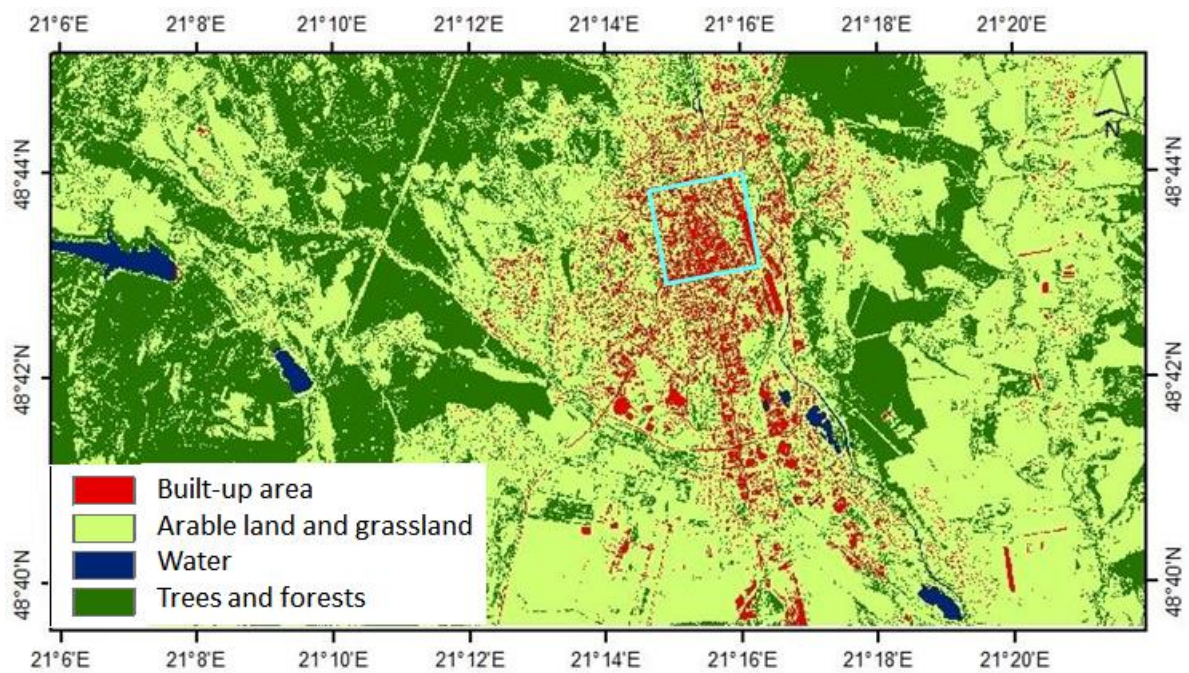 21°6'E 21°8'E 21°10'E 21°12'E 21°14'E 21°16'E 21°18'E 21°20'E
N
48°44'N 48°44'N
48°42'N 48°42'N
Built-up area
Arable land and grassland
Water
Trees and forests
48°40'N 48°40'N
21°6'E 21°8'E 21°10'E 21°12'E 21°14'E 21°16'E 21°18'E 21°20'E